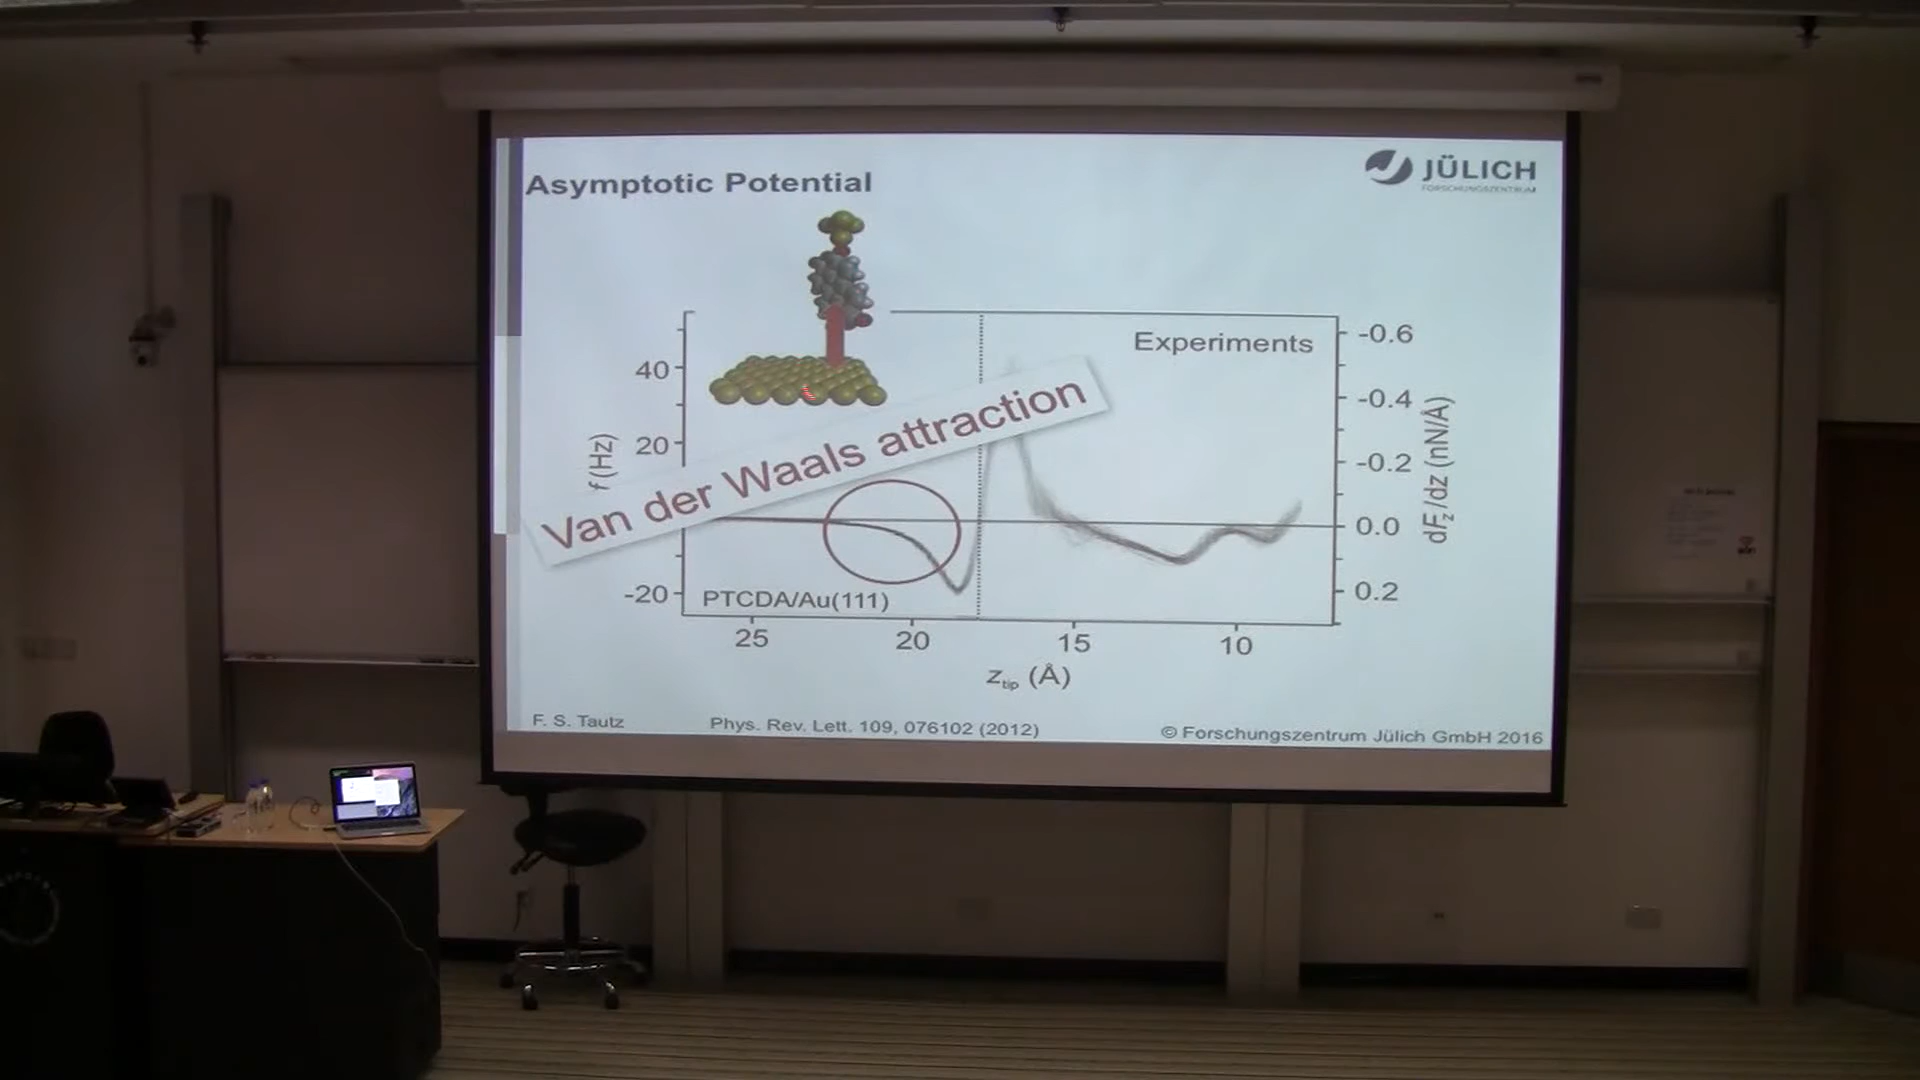 Asymptotic Potential
JÜLICH
FORSCHUNGSZENTRUM
Experiments
40
20
-20
f (Hz)
Van der Waals attraction
-0.6
-0.4
-0.2
0.0
0.2
dFz/dz (nN/Å)
PTCDA/Au(111)
25 20 15 10
ztip (Å)
F. S. Tautz
Phys. Rev. Lett. 109, 076102 (2012)
© Forschungszentrum Jülich GmbH 2016